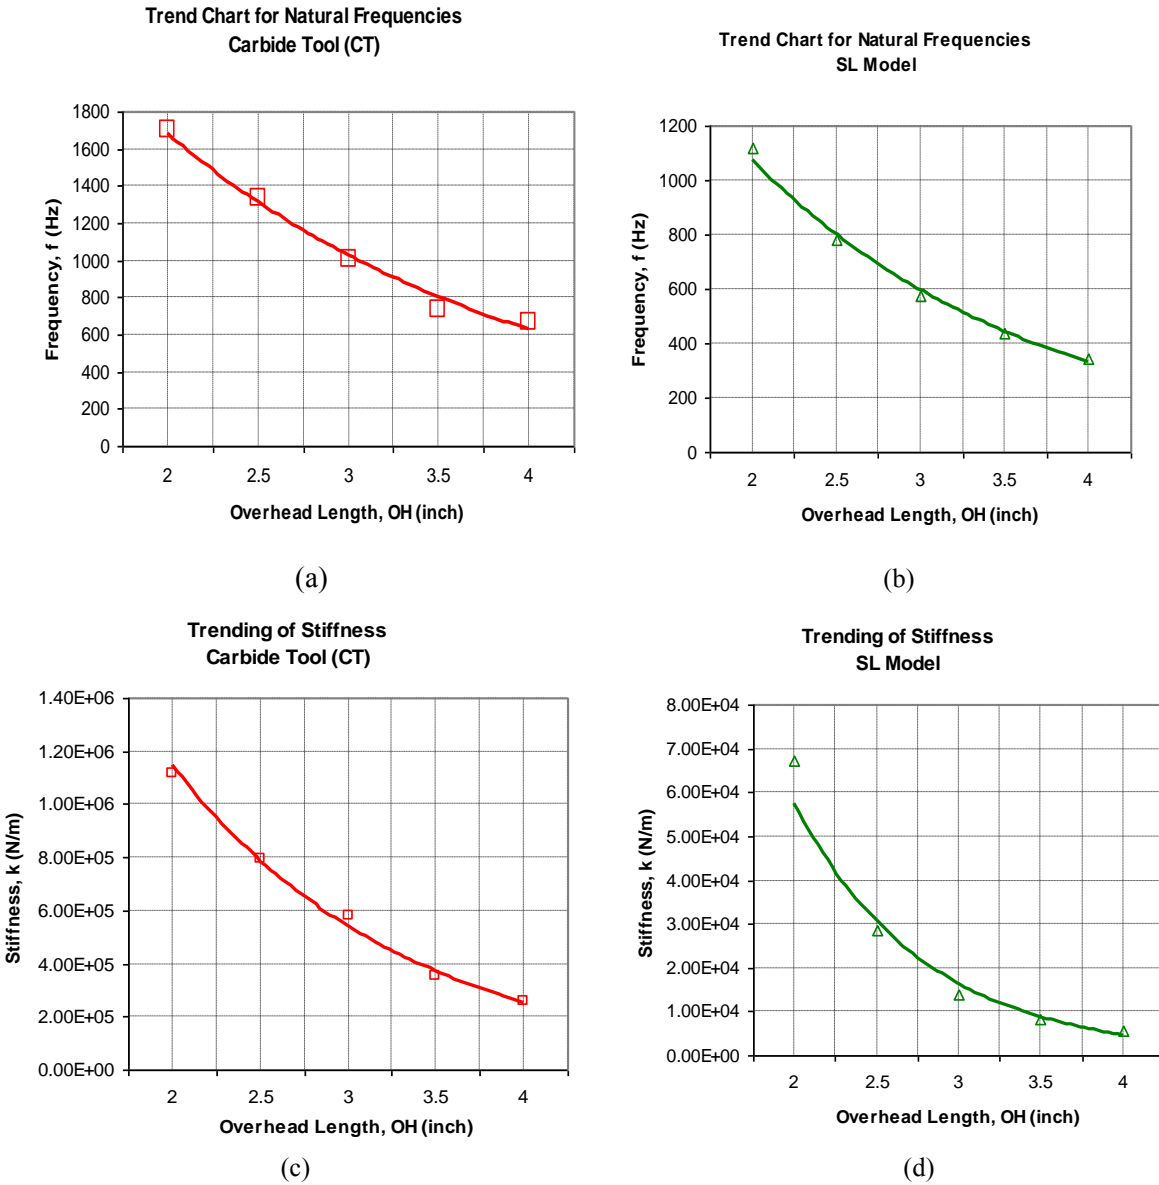 Trend Chart for Natural Frequencies
Carbide Tool (CT)
1800
1600
1400
1200
1000
800
600
400
200
0
Frequency, f (Hz)
2 2.5 3 3.5 4
Overhead Length, OH (inch)
(a)
Trend Chart for Natural Frequencies
SL Model
1200
1000
800
600
400
200
0
Frequency, f (Hz)
2 2.5 3 3.5 4
Overhead Length, OH (inch)
(b)
Trending of Stiffness
Carbide Tool (CT)
1.40E+06
1.20E+06
1.00E+06
8.00E+05
6.00E+05
4.00E+05
2.00E+05
0.00E+00
Stiffness, k (N/m)
2 2.5 3 3.5 4
Overhead Length, OH (inch)
(c)
Trending of Stiffness
SL Model
8.00E+04
7.00E+04
6.00E+04
5.00E+04
4.00E+04
3.00E+04
2.00E+04
1.00E+04
0.00E+00
Stiffness, k (N/m)
2 2.5 3 3.5 4
Overhead Length, OH (inch)
(d)